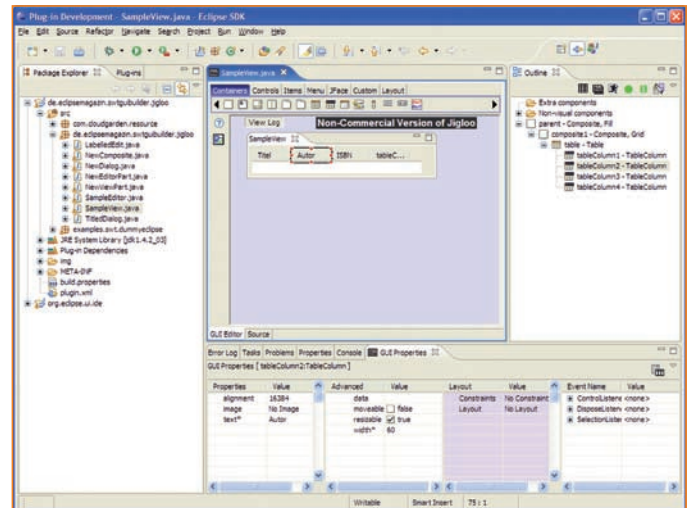 Plug-in Development - SampleView.java - Eclipse SDK
File Edit Source Refactor Navigate Search Project Run Window Help
Package Explorer
Plug-ins
de.eclipsemagazin.swtguibuilder.jigloo
src
com.cloudgarden.resource
de.eclipsemagazin.swtguibuilder.jigloo
LabelledEdit.java
NewComposite.java
NewDialog.java
NewEditorPart.java
NewViewPart.java
SampleEditor.java
SampleView.java
TitledDialog.java
examples.swt.dummyeclipse
JRE System Library [jdk1.4.2_03]
Plug-in Dependencies
img
META-INF
build.properties
plugin.xml
org.eclipse.ui.ide
SampleView.java
Containers Controls Items Menu JFace Custom Layout
View Log
Non-Commercial Version of Jigloo
SampleView
Titel Autor ISBN tableC...
GUI Editor Source
Outline
Extra components
Non-visual components
parent - Composite, Fill
composite1 - Composite, Grid
table - Table
tableColumn1 - TableColumn
tableColumn2 - TableColumn
tableColumn3 - TableColumn
tableColumn4 - TableColumn
Error Log Tasks Problems Properties Console GUI Properties
GUI Properties [ tableColumn2:TableColumn ]
Properties Value
alignment 16384
image No Image
text* Autor
Advanced Value
data
moveable false
resizable true
width* 60
Layout Value
Constraints No Constraint
Layout No Layout
Event Name Value
ControlListene <none>
DisposeListen <none>
SelectionLister <none>
Writable Smart Insert 75 : 1